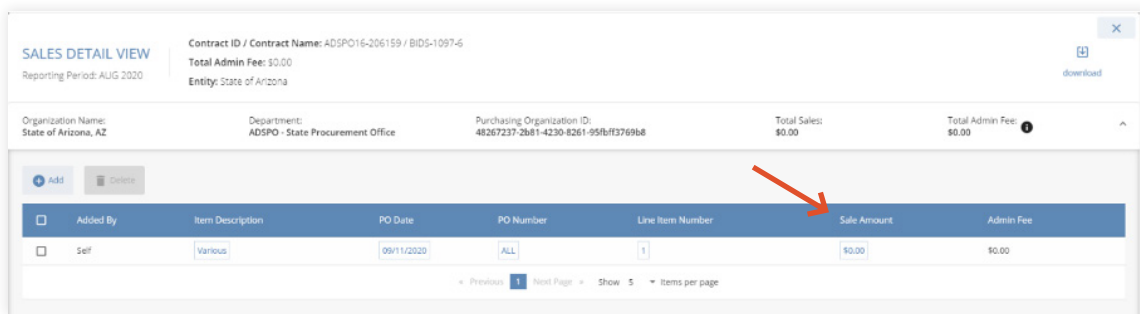 SALES DETAIL VIEW
Reporting Period: AUG 2020
Contract ID / Contract Name: ADSPO16-206159 / BIDS-1097-6
Total Admin Fee: $0.00
Entity: State of Arizona
download
Organization Name:
State of Arizona, AZ
Department:
ADSPO - State Procurement Office
Purchasing Organization ID:
48267237-2b81-4230-8261-95fbff3769b8
Total Sales:
$0.00
Total Admin Fee:
$0.00
Add
Delete
Added By Item Description PO Date PO Number Line Item Number Sale Amount Admin Fee
Self Various 09/11/2020 ALL 1 $0.00 $0.00
« Previous 1 Next Page » Show 5 Items per page